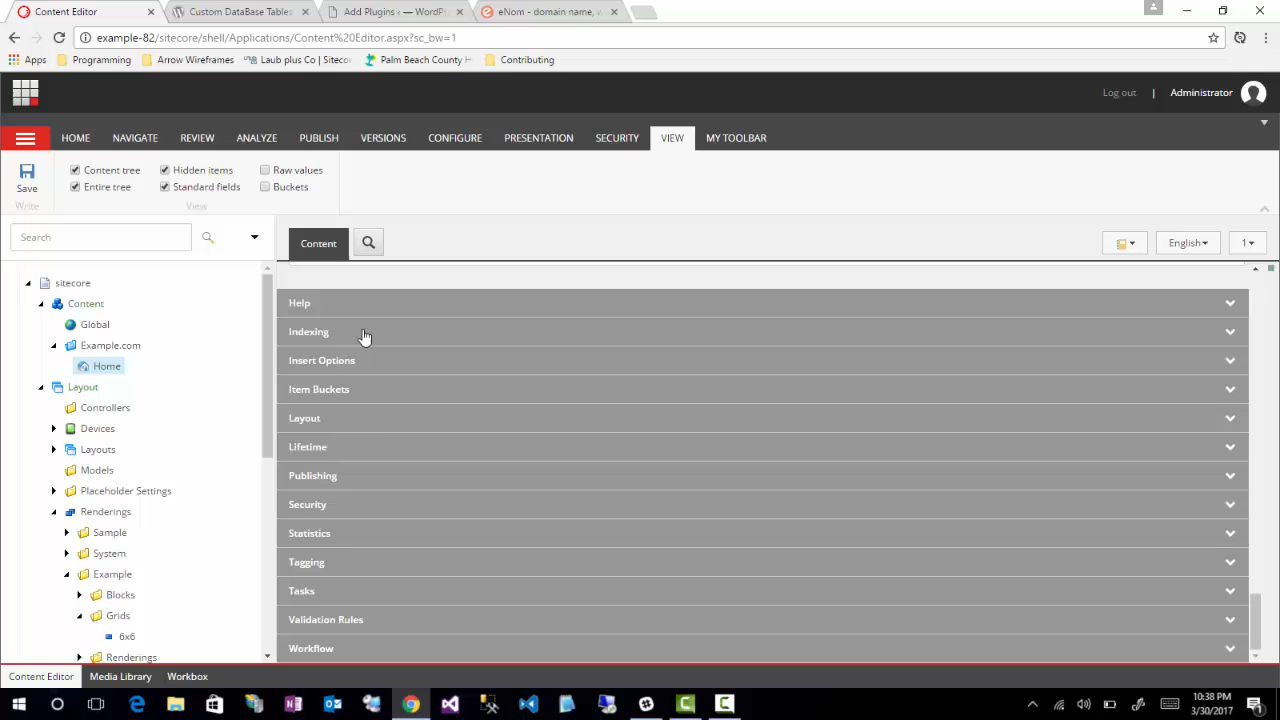 Content Editor
Custom DataBase Tables
Add Plugins ‹ — WordPr
eNom - domain name, w
example-82/sitecore/shell/Applications/Content%20Editor.aspx?sc_bw=1
Apps Programming Arrow Wireframes Laub plus Co | Sitecor Palm Beach County H Contributing
Log out | Administrator
HOME NAVIGATE REVIEW ANALYZE PUBLISH VERSIONS CONFIGURE PRESENTATION SECURITY VIEW MY TOOLBAR
Content tree Hidden items Raw values
Save Entire tree Standard fields Buckets
Write View
Search Content English 1
sitecore
Content
Global
Example.com
Home
Layout
Controllers
Devices
Layouts
Models
Placeholder Settings
Renderings
Sample
System
Example
Blocks
Grids
6x6
Renderings
Help
Indexing
Insert Options
Item Buckets
Layout
Lifetime
Publishing
Security
Statistics
Tagging
Tasks
Validation Rules
Workflow
Content Editor Media Library Workbox
10:38 PM
3/30/2017